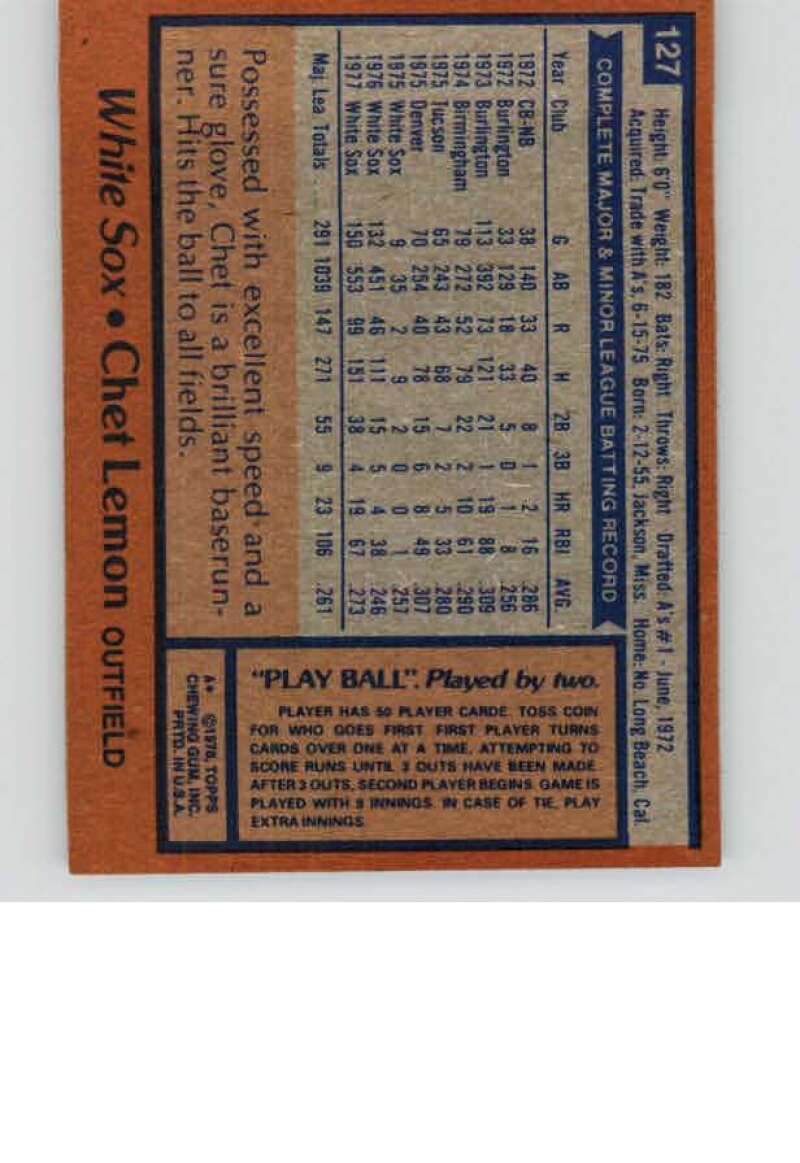 127
Height: 6'0" Weight: 182 Bats: Right Throws: Right Drafted A's #1 - June, 1972
Acquired: Trade with A's, 6-15-75 Born: 2-12-55, Jackson, Miss. Home: No. Long Beach, Cal.
COMPLETE MAJOR & MINOR LEAGUE BATTING RECORD
Year Club G AB R H 2B 3B HR RBI AVG.
1972 CB-NB 38 140 33 40 8 1 2 16 .286
1972 Burlington 33 129 18 33 5 0 1 8 .256
1973 Burlington 113 392 73 121 21 1 19 88 .309
1974 Birmingham 79 272 52 79 22 2 10 61 .290
1975 Tucson 65 243 43 68 7 2 5 33 .280
1975 Denver 70 254 40 78 15 6 8 49 .307
1975 White Sox 9 35 2 9 2 0 0 1 .257
1976 White Sox 132 451 46 111 15 5 4 38 .246
1977 White Sox 150 553 99 151 38 4 19 67 .273
Maj. Lea. Totals 291 1039 147 271 55 9 23 106 .261
Possessed with excellent speed and a
sure glove, Chet is a brilliant baserun-
ner. Hits the ball to all fields.
White Sox • Chet Lemon OUTFIELD
"PLAY BALL". Played by two.
PLAYER HAS 50 PLAYER CARDE. TOSS COIN
FOR WHO GOES FIRST FIRST PLAYER TURNS
CARDS OVER ONE AT A TIME, ATTEMPTING TO
SCORE RUNS UNTIL 3 OUTS HAVE BEEN MADE.
AFTER 3 OUTS, SECOND PLAYER BEGINS. GAME IS
PLAYED WITH 9 INNINGS. IN CASE OF TIE, PLAY
EXTRA INNINGS.
A* ©1978, TOPPS
CHEWING GUM, INC.
PRTD. IN U.S.A.